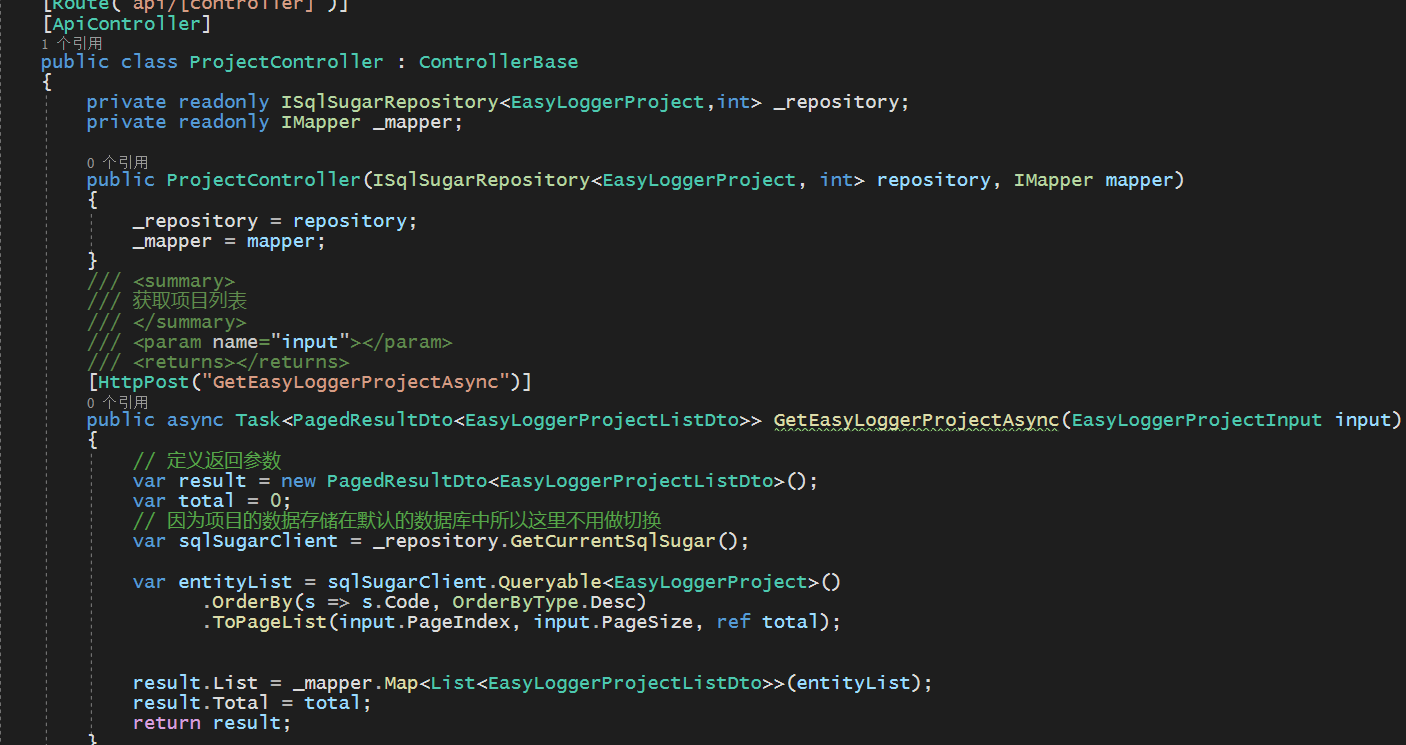 [Route("api/[controller]")]
[ApiController]
1 个引用
public class ProjectController : ControllerBase
{
private readonly ISqlSugarRepository<EasyLoggerProject,int> _repository;
private readonly IMapper _mapper;
0 个引用
public ProjectController(ISqlSugarRepository<EasyLoggerProject, int> repository, IMapper mapper)
{
_repository = repository;
_mapper = mapper;
}
/// <summary>
/// 获取项目列表
/// </summary>
/// <param name="input"></param>
/// <returns></returns>
[HttpPost("GetEasyLoggerProjectAsync")]
0 个引用
public async Task<PagedResultDto<EasyLoggerProjectListDto>> GetEasyLoggerProjectAsync(EasyLoggerProjectInput input)
{
// 定义返回参数
var result = new PagedResultDto<EasyLoggerProjectListDto>();
var total = 0;
// 因为项目的数据存储在默认的数据库中所以这里不用做切换
var sqlSugarClient = _repository.GetCurrentSqlSugar();
var entityList = sqlSugarClient.Queryable<EasyLoggerProject>()
.OrderBy(s => s.Code, OrderByType.Desc)
.ToPageList(input.PageIndex, input.PageSize, ref total);
result.List = _mapper.Map<List<EasyLoggerProjectListDto>>(entityList);
result.Total = total;
return result;
}